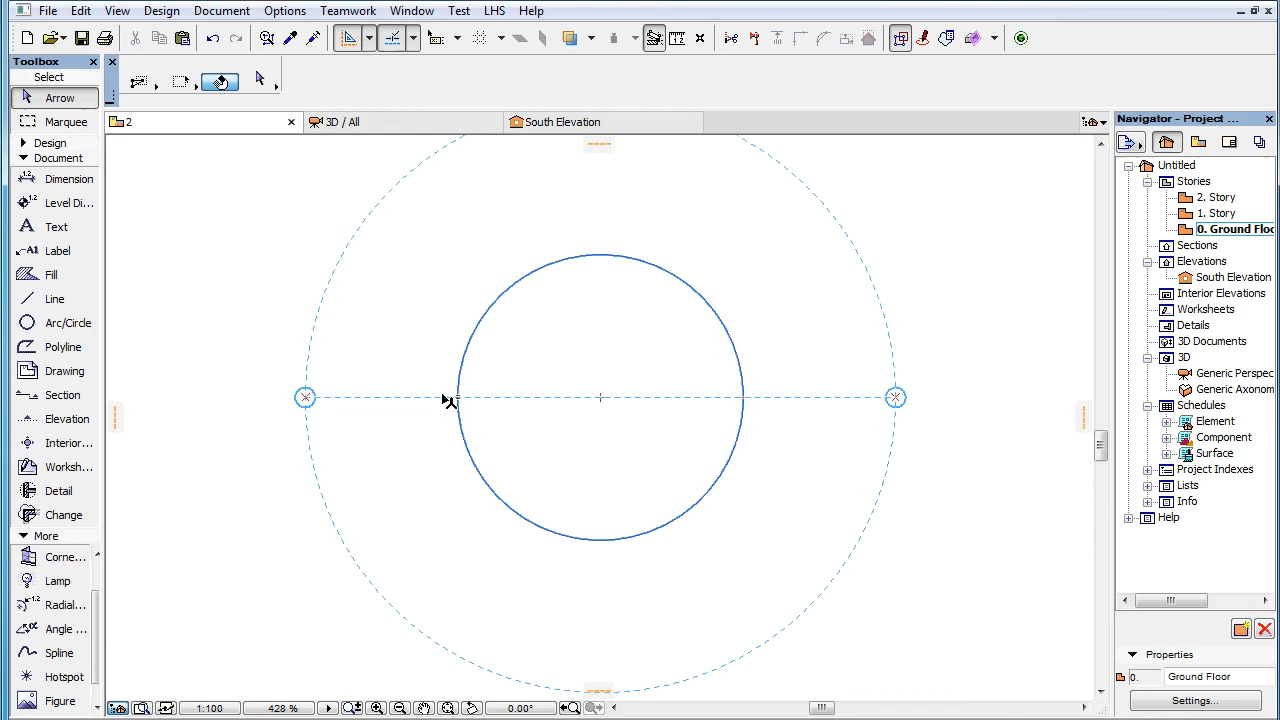 File Edit View Design Document Options Teamwork Window Test LHS Help
Toolbox
Select
Arrow
Marquee
Design
Document
Dimension
Level Di...
Text
Label
Fill
Line
Arc/Circle
Polyline
Drawing
Section
Elevation
Interior...
Worksh...
Detail
Change
More
Corne...
Lamp
Radial...
Angle ...
Spline
Hotspot
Figure
2
3D / All
South Elevation
Navigator - Project ...
Untitled
Stories
2. Story
1. Story
0. Ground Floo
Sections
Elevations
South Elevation
Interior Elevations
Worksheets
Details
3D Documents
3D
Generic Perspec
Generic Axonom
Schedules
Element
Component
Surface
Project Indexes
Lists
Info
Help
Properties
0. Ground Floor
Settings...
1:100 428 % 0.00°